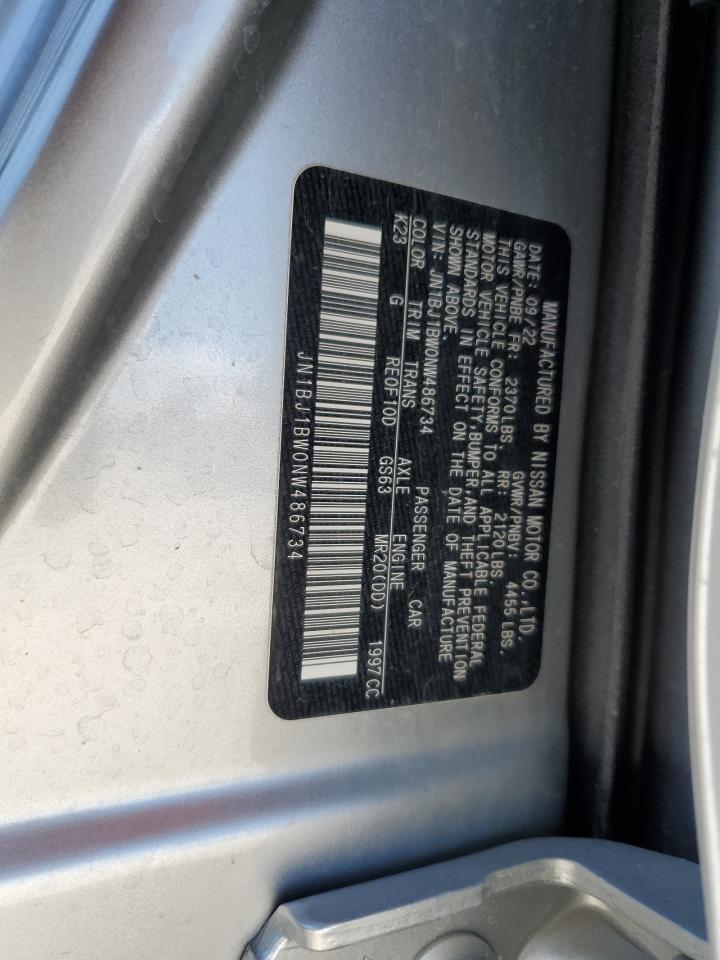 MANUFACTURED BY NISSAN MOTOR CO.,LTD.
DATE: 09/22 GVWR/PNBV: 4455 LBS.
GAWR/PNBE FR: 2370LBS. RR: 2120LBS
THIS VEHICLE CONFORMS TO ALL APPLICABLE FEDERAL
MOTOR VEHICLE SAFETY,BUMPER,AND THEFT PREVENTION
STANDARDS IN EFFECT ON THE DATE OF MANUFACTURE
SHOWN ABOVE.
VIN: JN1BJ1BW0NW486734 PASSENGER CAR
COLOR TRIM TRANS AXLE ENGINE
K23 G RE0F10D GS63 MR20(DD) 1997CC
JN1BJ1BW0NW486734